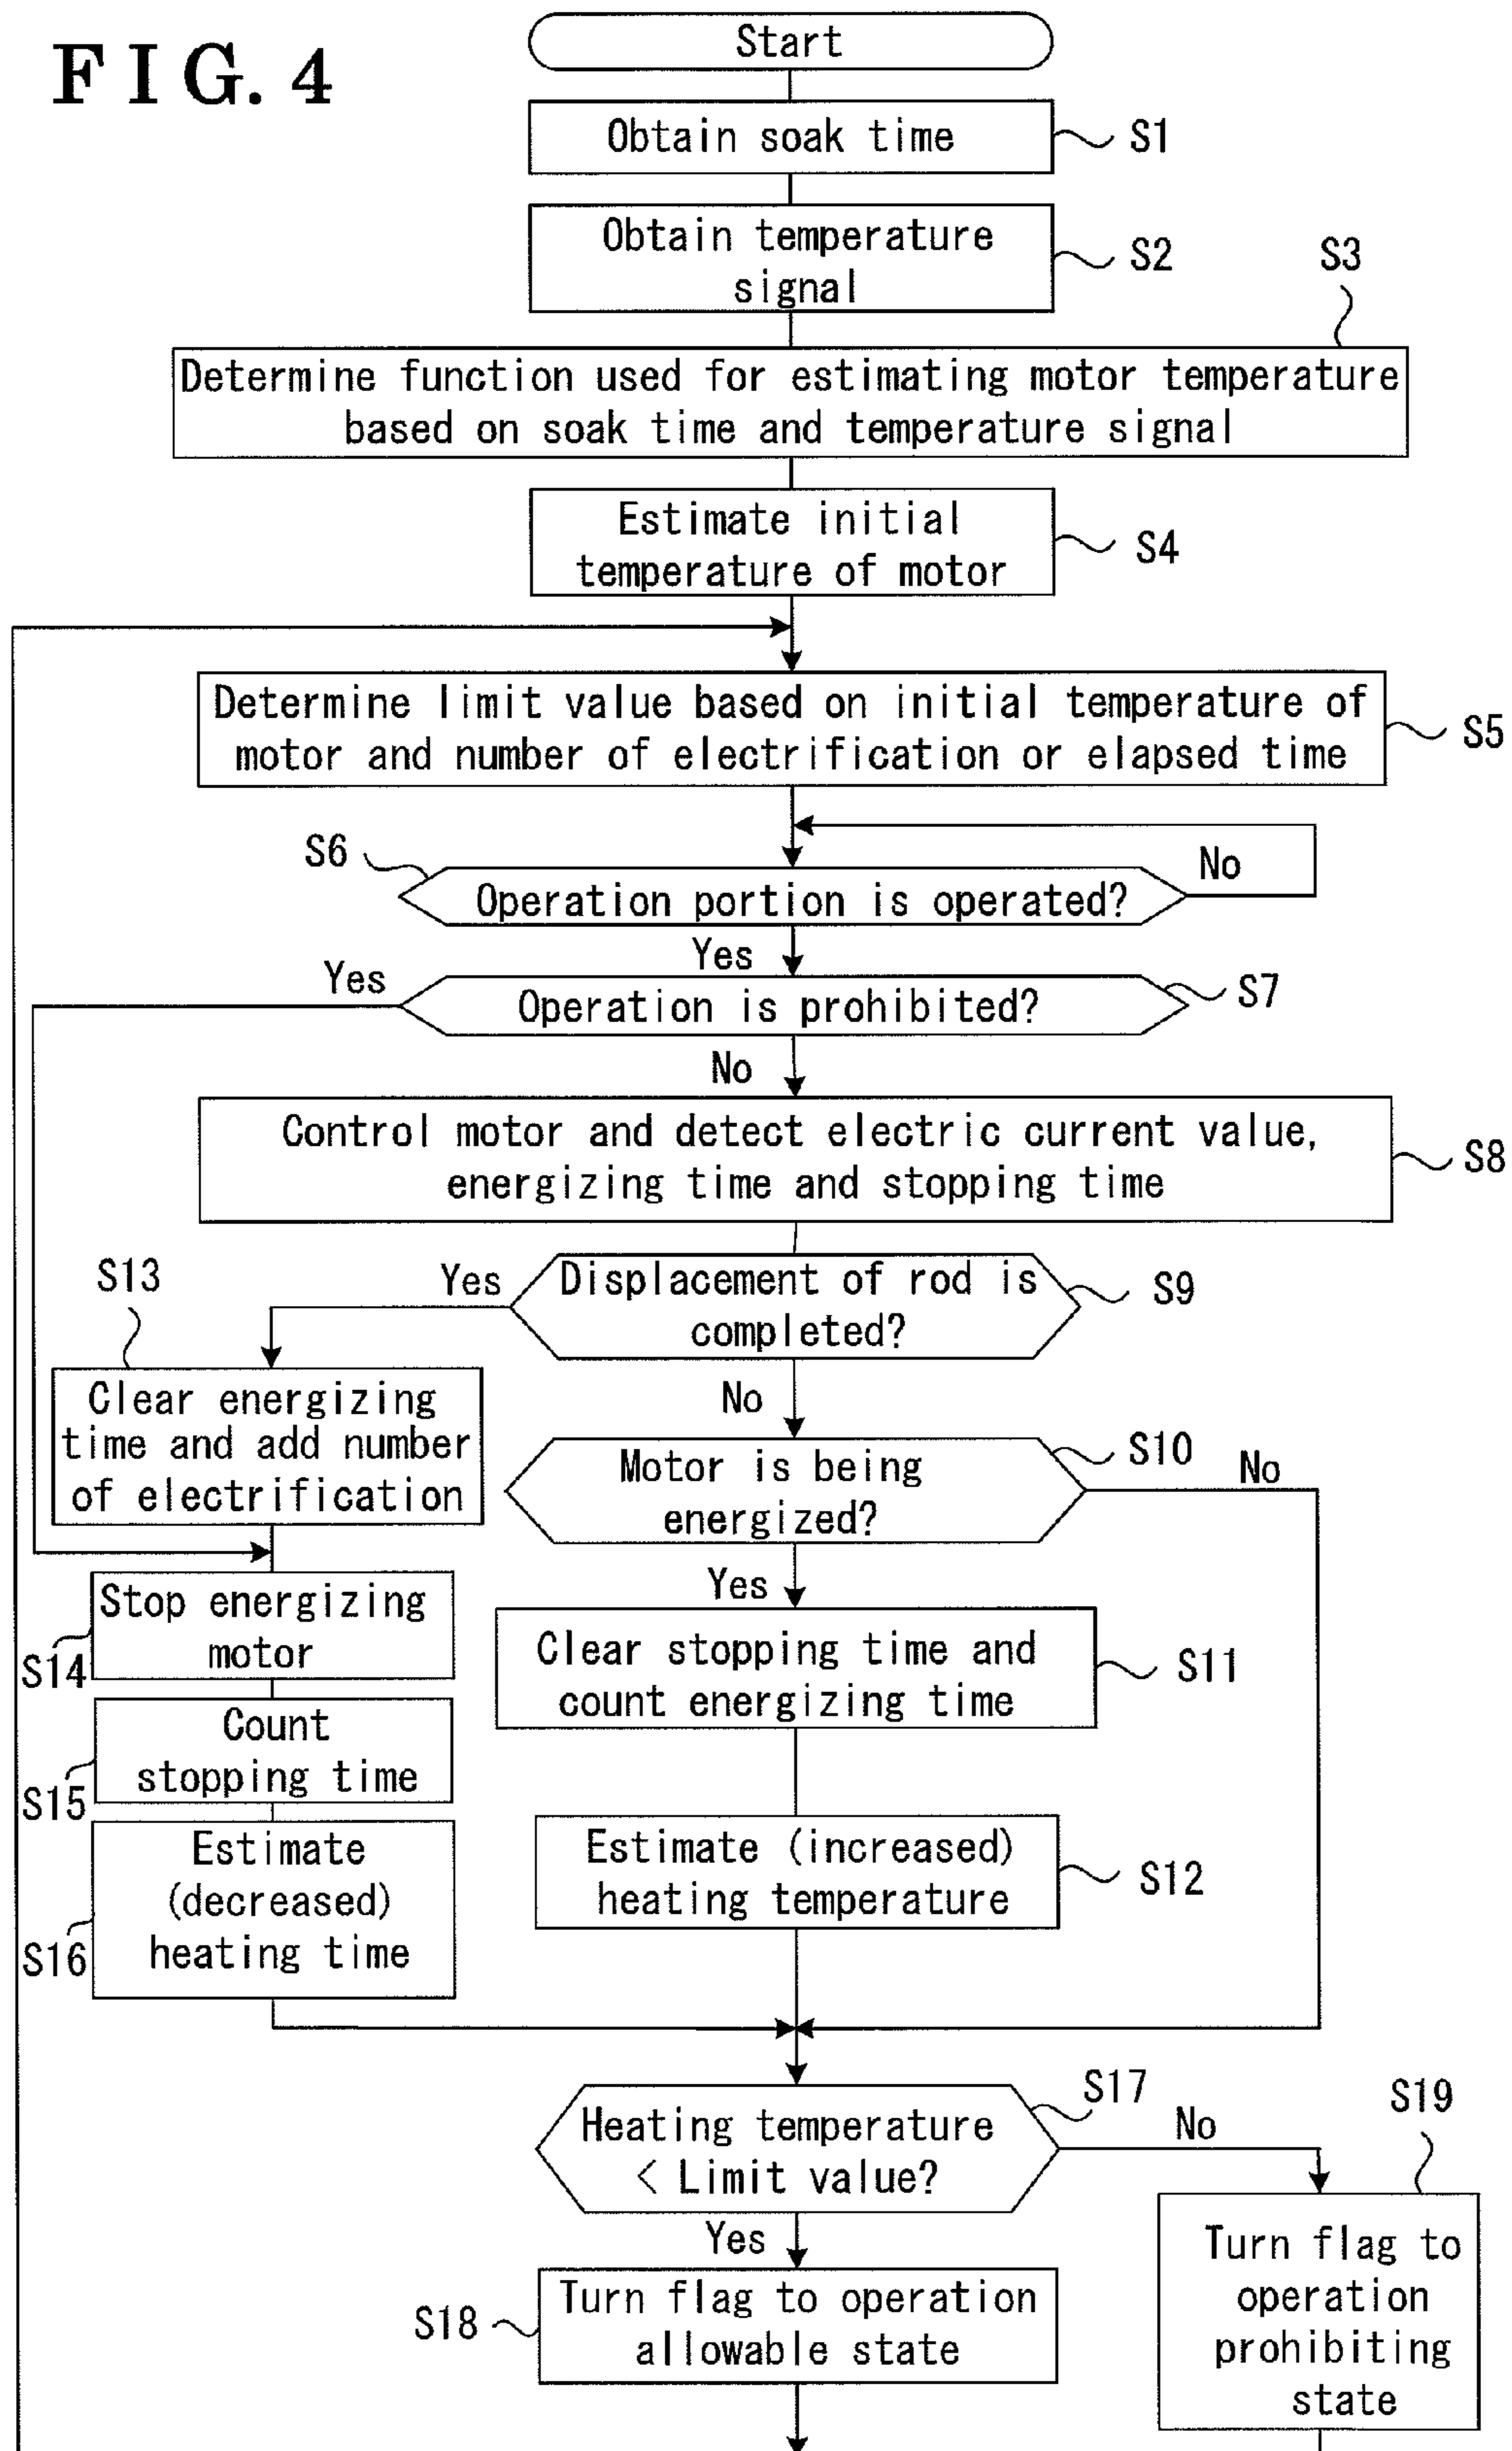 FIG. 4
Start
Obtain soak time
S1
Obtain temperature
signal
S2
S3
Determine function used for estimating motor temperature
based on soak time and temperature signal
Estimate initial
temperature of motor
S4
Determine limit value based on initial temperature of
motor and number of electrification or elapsed time
S5
S6
No
Operation portion is operated?
Yes
Yes
Operation is prohibited?
S7
No
Control motor and detect electric current value,
energizing time and stopping time
S8
S13
Yes
Displacement of rod is
completed?
S9
Clear energizing
time and add number
of electrification
No
Motor is being
energized?
S10
No
Stop energizing
motor
S14
Yes
Clear stopping time and
count energizing time
S11
Count
stopping time
S15
Estimate
(decreased)
heating time
S16
Estimate (increased)
heating temperature
S12
Heating temperature
< Limit value?
S17
No
S19
Yes
Turn flag to operation
allowable state
S18
Turn flag to
operation
prohibiting
state